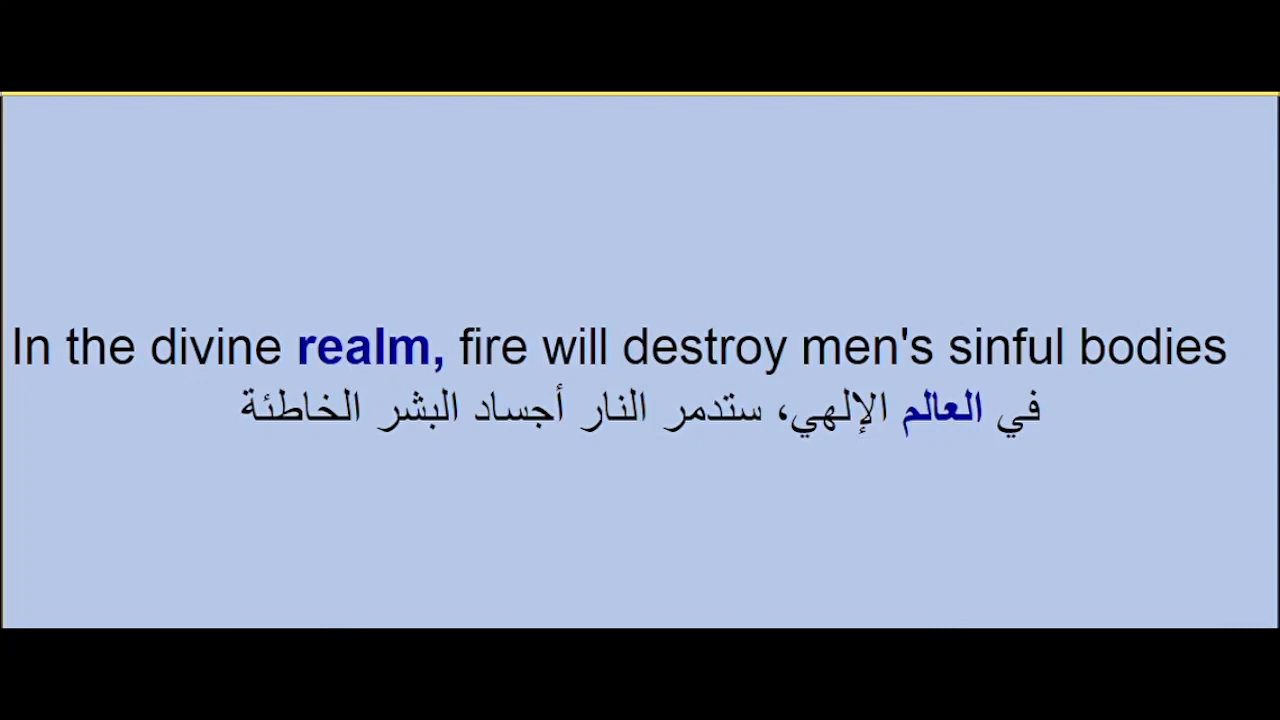 In the divine realm, fire will destroy men's sinful bodies
في العالم الإلهي، ستدمر النار أجساد البشر الخاطئة